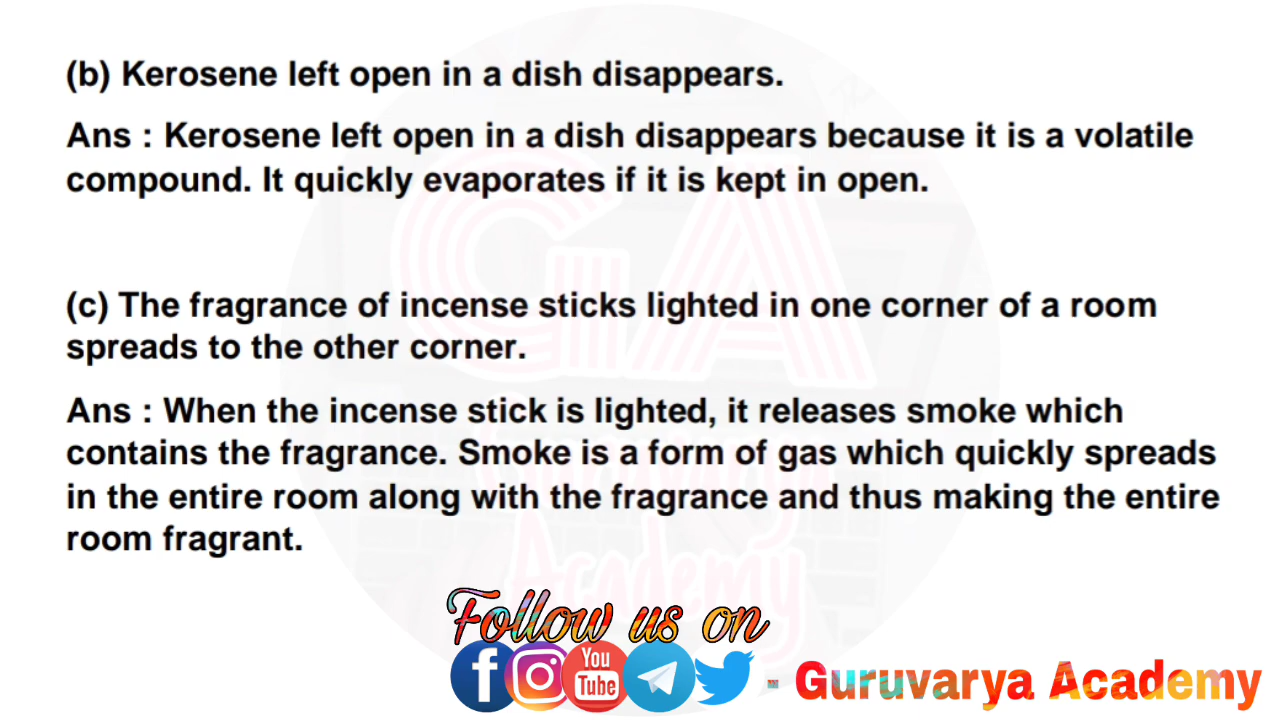 (b) Kerosene left open in a dish disappears.
Ans : Kerosene left open in a dish disappears because it is a volatile
compound. It quickly evaporates if it is kept in open.
(c) The fragrance of incense sticks lighted in one corner of a room
spreads to the other corner.
Ans : When the incense stick is lighted, it releases smoke which
contains the fragrance. Smoke is a form of gas which quickly spreads
in the entire room along with the fragrance and thus making the entire
room fragrant.
GA
Guruvarya
Academy
Follow us on
You
Tube
- Guruvarya Academy